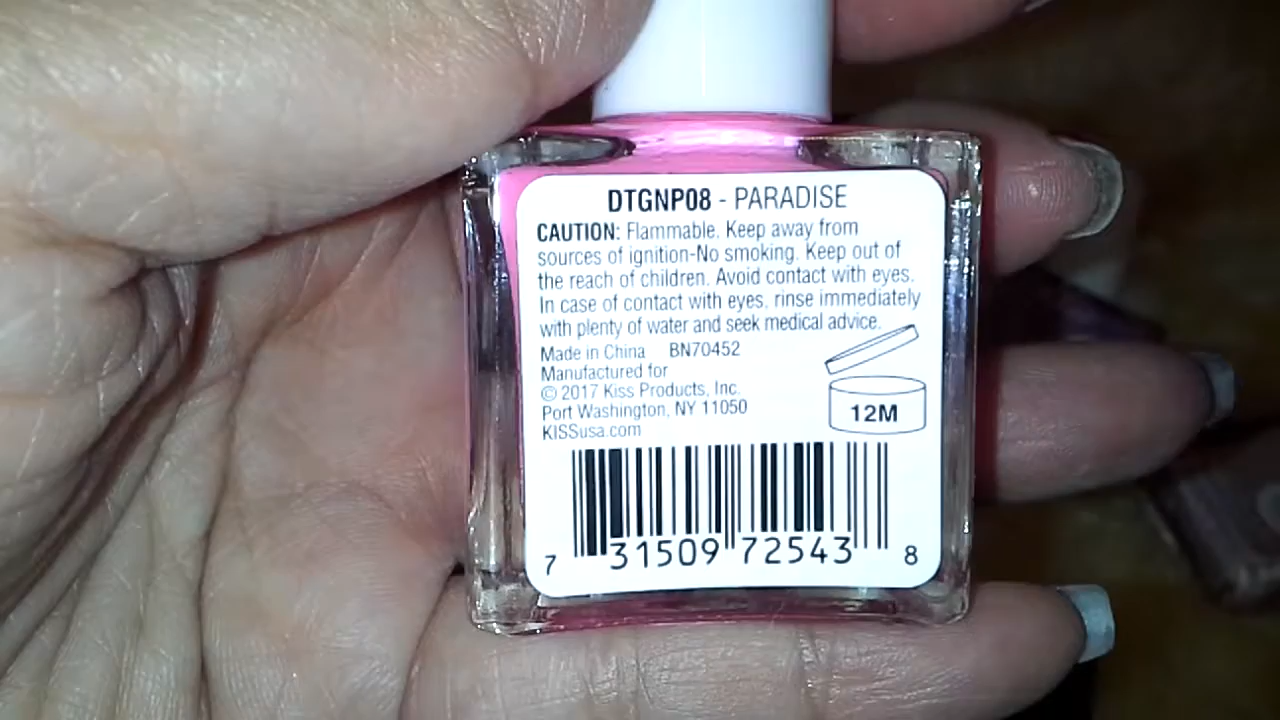 DTGNP08 - PARADISE
CAUTION: Flammable. Keep away from
sources of ignition-No smoking. Keep out of
the reach of children. Avoid contact with eyes.
In case of contact with eyes, rinse immediately
with plenty of water and seek medical advice.
Made in China BN70452
Manufactured for
© 2017 Kiss Products, Inc.
Port Washington, NY 11050
KISSusa.com
12M
7 31509 72543 8